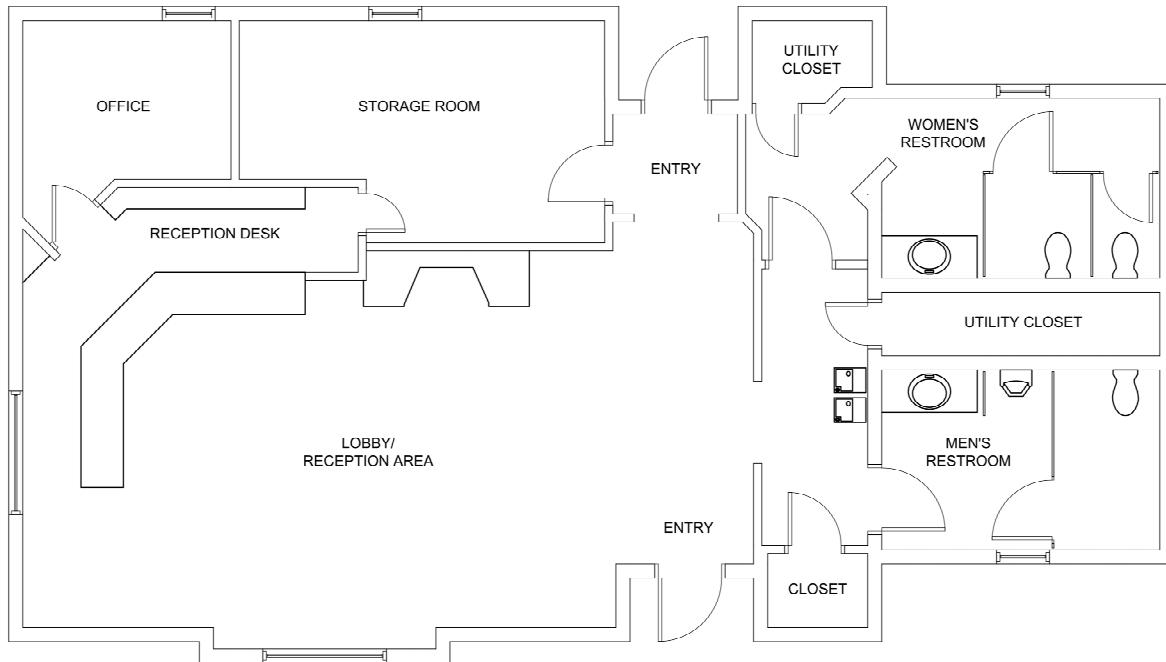 UTILITY
CLOSET
OFFICE
STORAGE ROOM
WOMEN'S
RESTROOM
ENTRY
RECEPTION DESK
UTILITY CLOSET
LOBBY/
RECEPTION AREA
MEN'S
RESTROOM
ENTRY
CLOSET